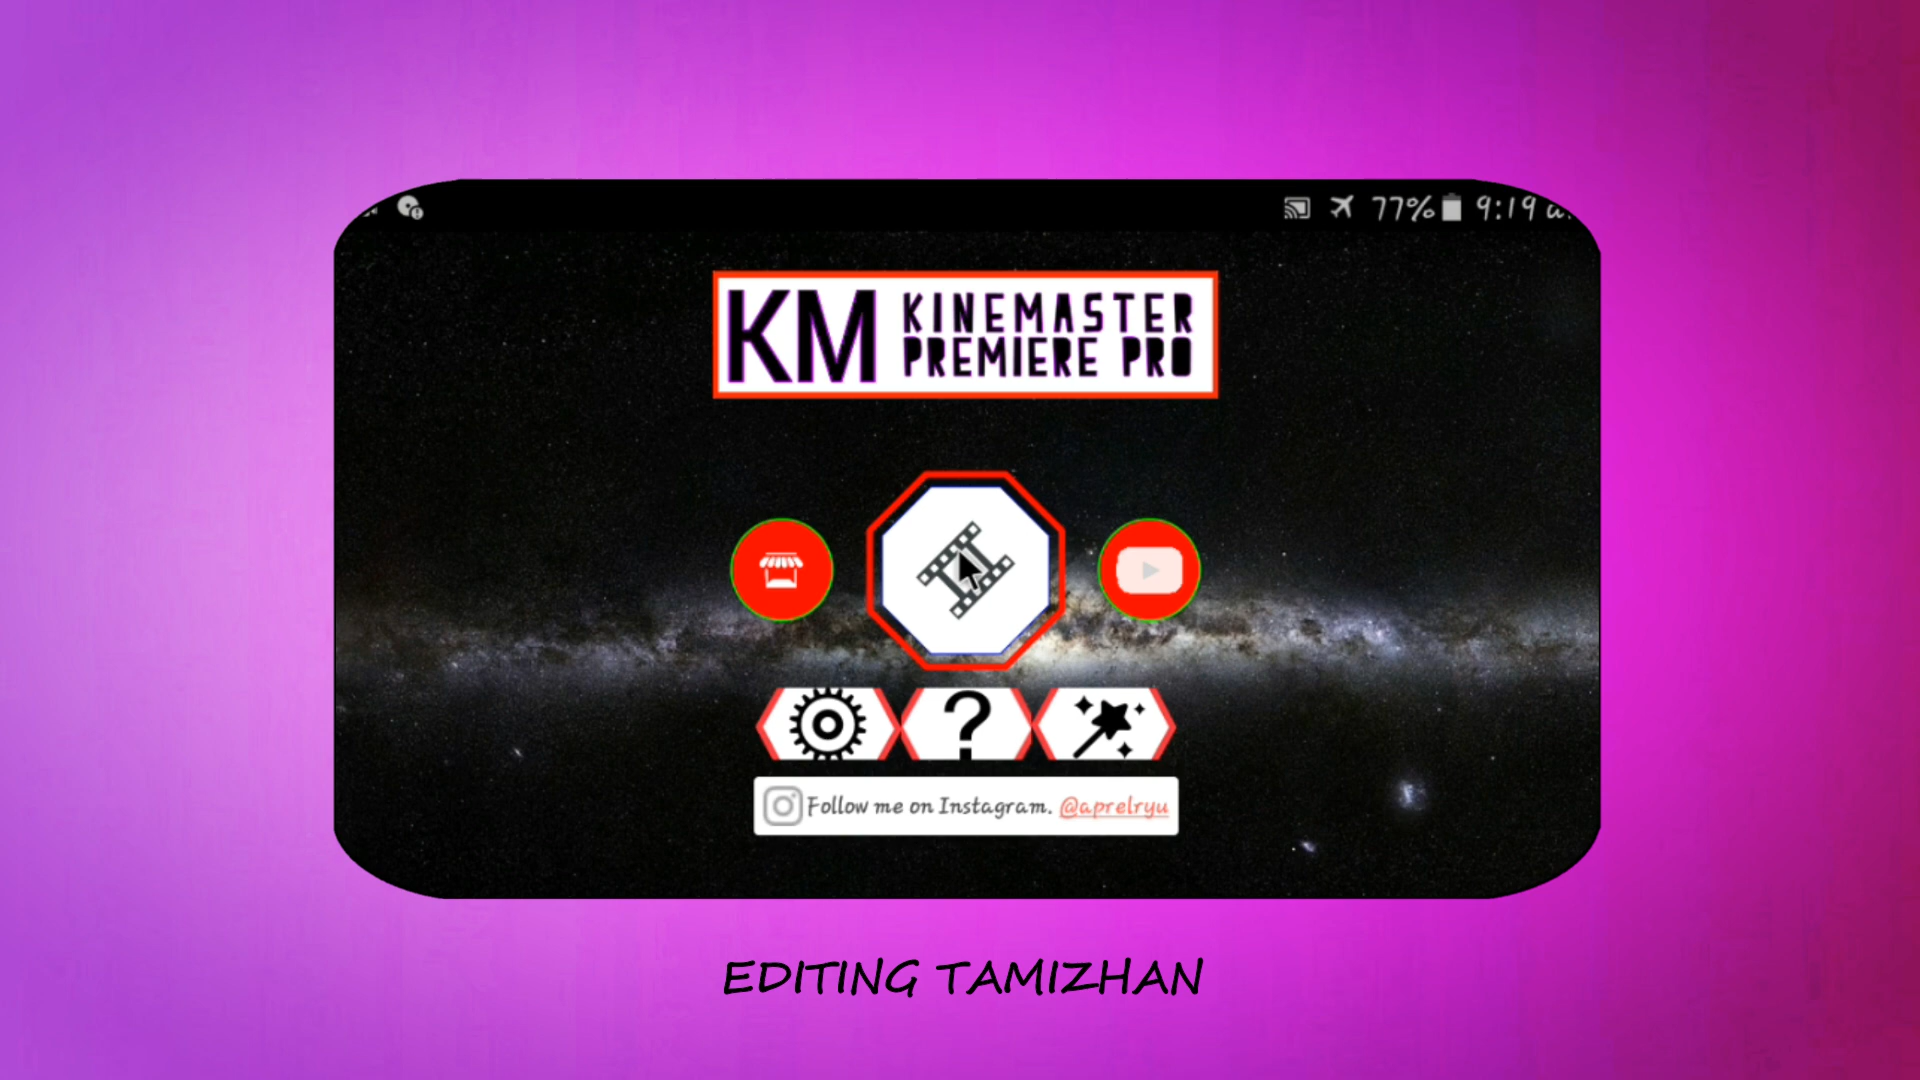 77% 9:19 a.
KM KINEMASTER
PREMIERE PRO
?
Follow me on Instagram. @aprelryu
EDITING TAMIZHAN